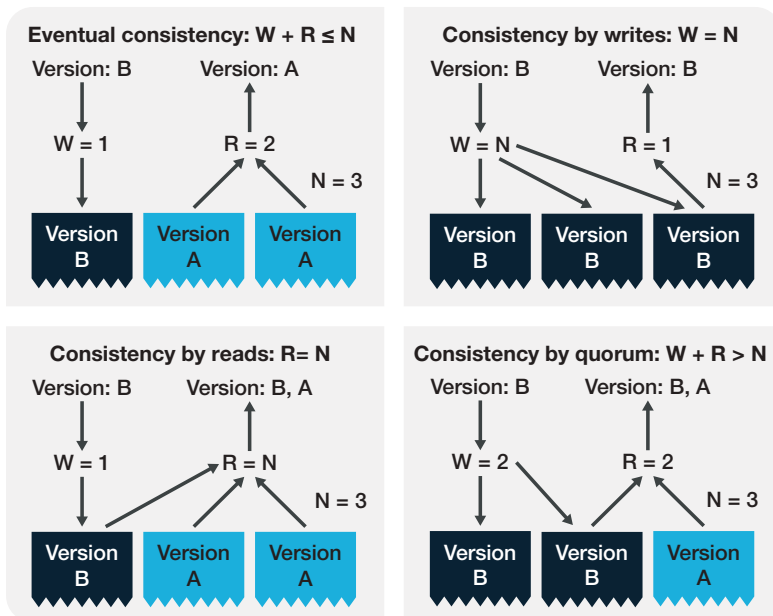 Eventual consistency: W + R ≤ N
Version: B
Version: A
W = 1
R = 2
N = 3
Version
B
Version
A
Version
A
Consistency by writes: W = N
Version: B
Version: B
W = N
R = 1
N = 3
Version
B
Version
B
Version
B
Consistency by reads: R= N
Version: B
Version: B, A
W = 1
R = N
N = 3
Version
B
Version
A
Version
A
Consistency by quorum: W + R > N
Version: B
Version: B, A
W = 2
R = 2
N = 3
Version
B
Version
B
Version
A